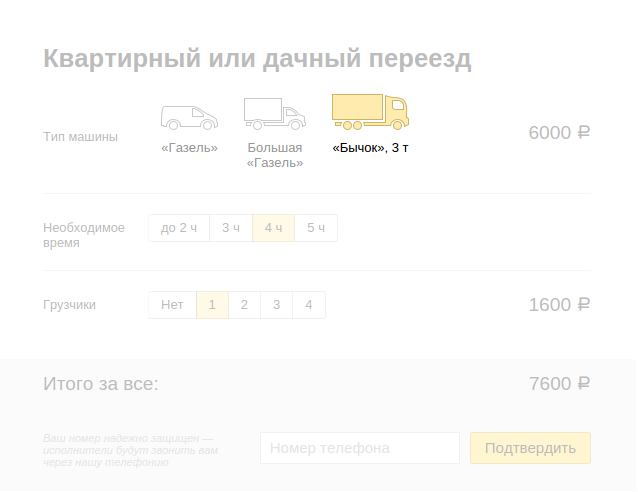 Квартирный или дачный переезд
Тип машины
«Газель»
Большая
«Газель»
«Бычок», 3 т
6000 ₽
Необходимое
время
до 2 ч 3 ч 4 ч 5 ч
Грузчики
Нет 1 2 3 4
1600 ₽
Итого за все:
7600 ₽
Ваш номер надежно защищен —
исполнители будут звонить вам
через нашу телефонию
Номер телефона
Подтвердить